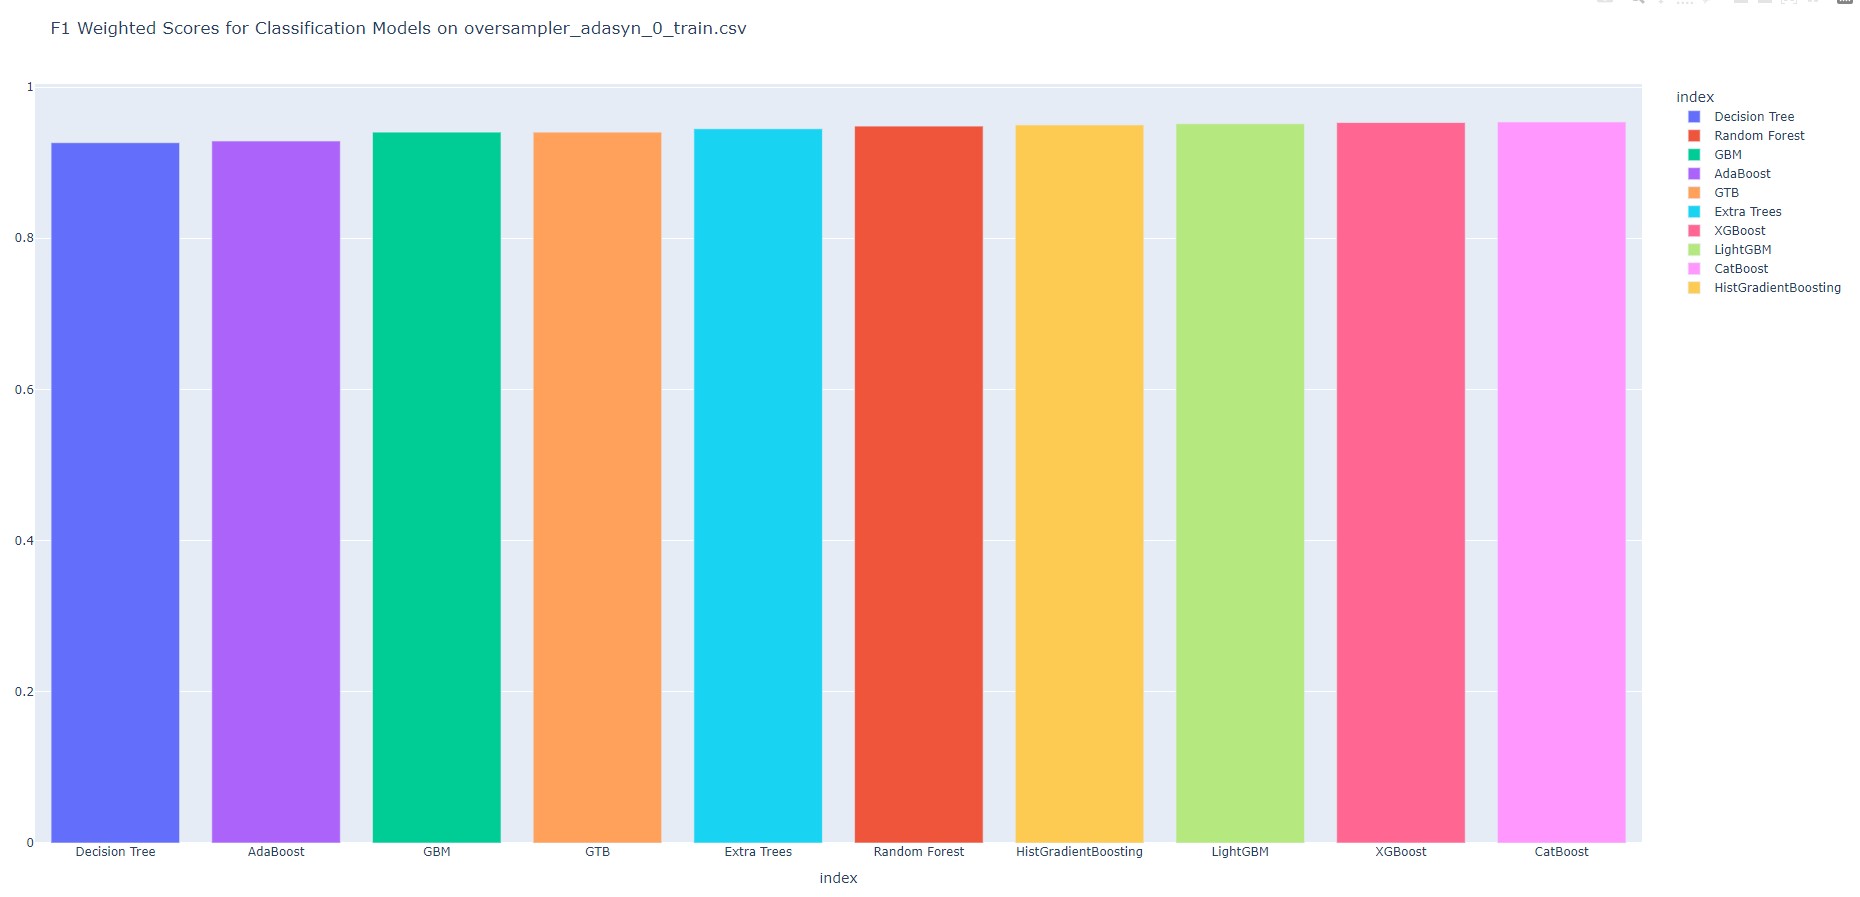 F1 Weighted Scores for Classification Models on oversampler_adasyn_0_train.csv
1
0.8
0.6
0.4
0.2
0
Decision Tree
AdaBoost
GBM
GTB
Extra Trees
Random Forest
HistGradientBoosting
LightGBM
XGBoost
CatBoost
index
index
Decision Tree
Random Forest
GBM
AdaBoost
GTB
Extra Trees
XGBoost
LightGBM
CatBoost
HistGradientBoosting